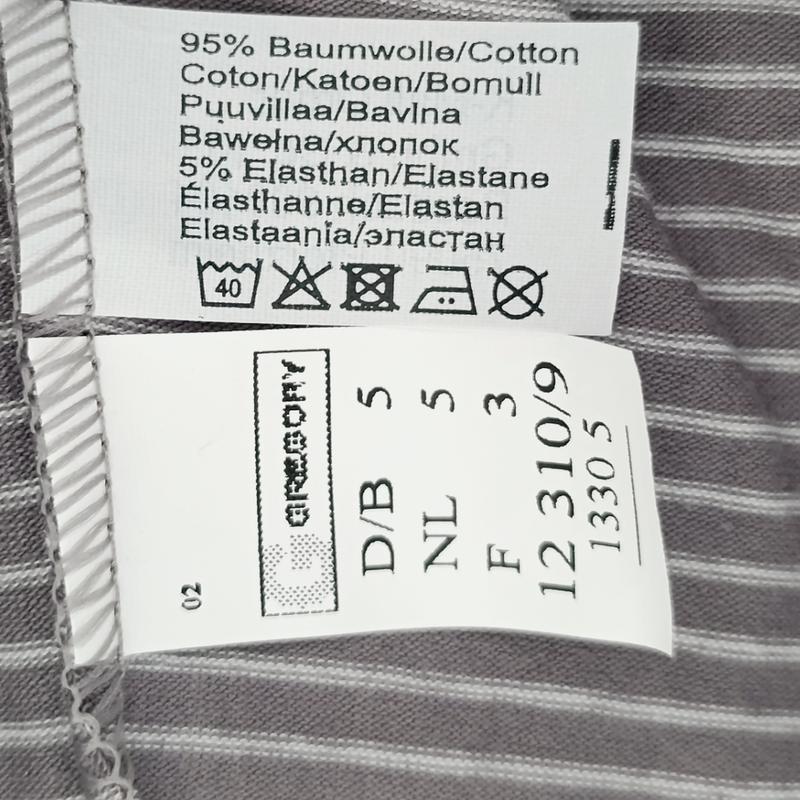 95% Baumwolle/Cotton
Coton/Katoen/Bomull
Puuvillaa/Bavlna
Bawełna/хлопок
5% Elasthan/Elastane
Élasthanne/Elastan
Elastaania/эластан
40
02
GREGORY
D/B 5
NL 5
F 3
12 310/9
1330 5